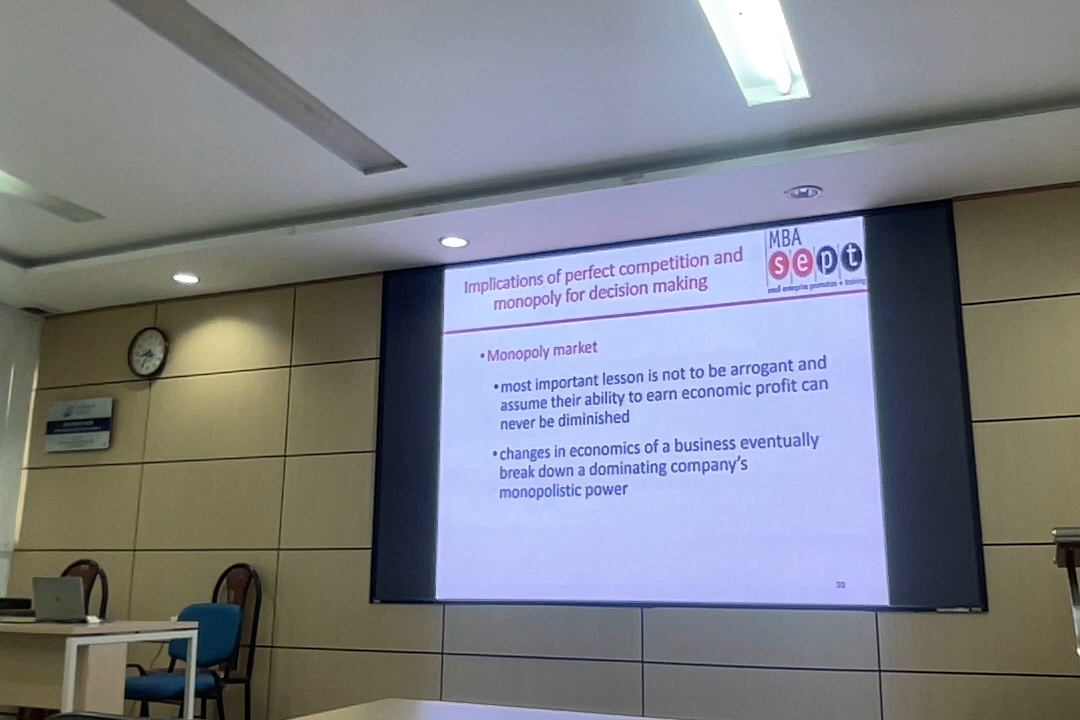 Implications of perfect competition and
monopoly for decision making
MBA
sept
small enterprise promotion + training
• Monopoly market
• most important lesson is not to be arrogant and
assume their ability to earn economic profit can
never be diminished
• changes in economics of a business eventually
break down a dominating company's
monopolistic power